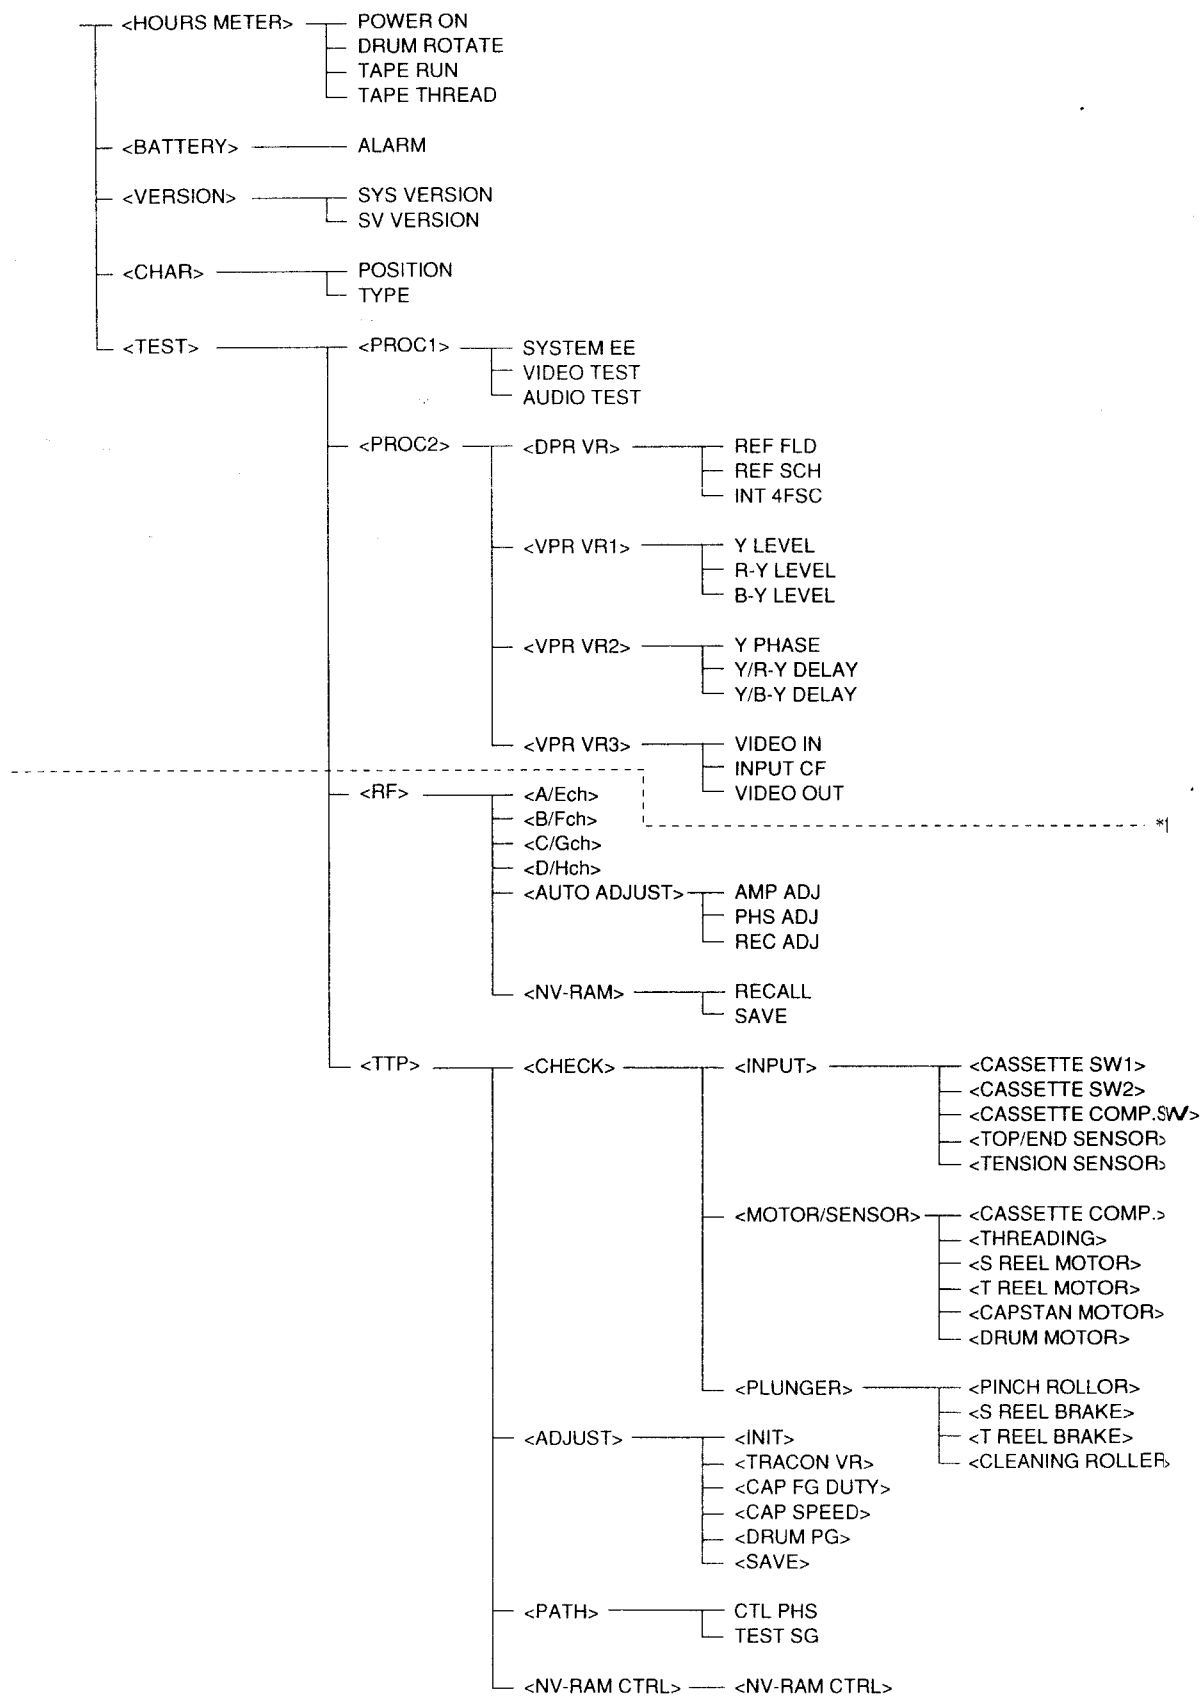 <HOURS METER> POWER ON
DRUM ROTATE
TAPE RUN
TAPE THREAD
<BATTERY> ALARM
<VERSION> SYS VERSION
SV VERSION
<CHAR> POSITION
TYPE
<TEST> <PROC1> SYSTEM EE
VIDEO TEST
AUDIO TEST
<PROC2> <DPR VR> REF FLD
REF SCH
INT 4FSC
<VPR VR1> Y LEVEL
R-Y LEVEL
B-Y LEVEL
<VPR VR2> Y PHASE
Y/R-Y DELAY
Y/B-Y DELAY
<VPR VR3> VIDEO IN
INPUT CF
<RF> <A/Ech> VIDEO OUT
<B/Fch> *1
<C/Gch>
<D/Hch>
<AUTO ADJUST> AMP ADJ
PHS ADJ
REC ADJ
<NV-RAM> RECALL
SAVE
<TTP> <CHECK> <INPUT> <CASSETTE SW1>
<CASSETTE SW2>
<CASSETTE COMP.SW>
<TOP/END SENSOR>
<TENSION SENSOR>
<MOTOR/SENSOR> <CASSETTE COMP.>
<THREADING>
<S REEL MOTOR>
<T REEL MOTOR>
<CAPSTAN MOTOR>
<DRUM MOTOR>
<PLUNGER> <PINCH ROLLOR>
<S REEL BRAKE>
<ADJUST> <INIT> <T REEL BRAKE>
<TRACON VR> <CLEANING ROLLER>
<CAP FG DUTY>
<CAP SPEED>
<DRUM PG>
<SAVE>
<PATH> CTL PHS
TEST SG
<NV-RAM CTRL> <NV-RAM CTRL>